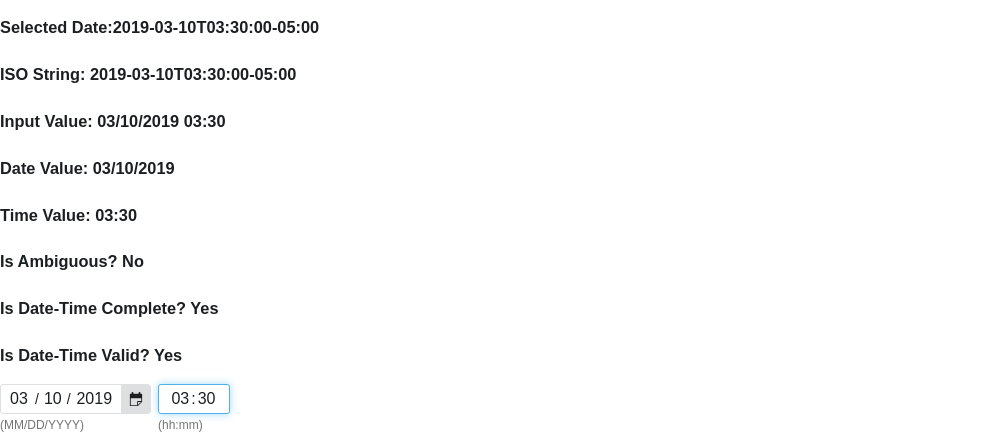 Selected Date:2019-03-10T03:30:00-05:00
ISO String: 2019-03-10T03:30:00-05:00
Input Value: 03/10/2019 03:30
Date Value: 03/10/2019
Time Value: 03:30
Is Ambiguous? No
Is Date-Time Complete? Yes
Is Date-Time Valid? Yes
03 / 10 / 2019 03:30
(MM/DD/YYYY) (hh:mm)